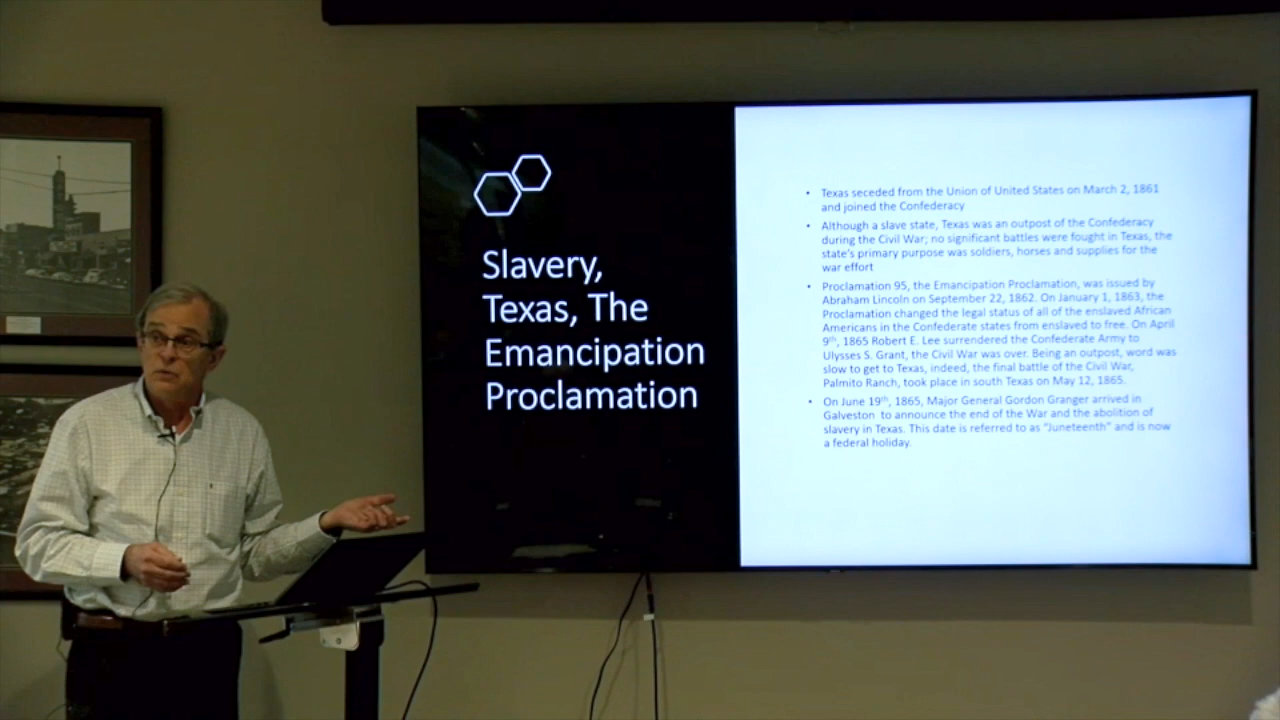 Slavery,
Texas, The
Emancipation
Proclamation
• Texas seceded from the Union of United States on March 2, 1861
and joined the Confederacy
• Although a slave state, Texas was an outpost of the Confederacy
during the Civil War; no significant battles were fought in Texas, the
state's primary purpose was soldiers, horses and supplies for the
war effort
• Proclamation 95, the Emancipation Proclamation, was issued by
Abraham Lincoln on September 22, 1862. On January 1, 1863, the
Proclamation changed the legal status of all of the enslaved African
Americans in the Confederate states from enslaved to free. On April
9th, 1865 Robert E. Lee surrendered the Confederate Army to
Ulysses S. Grant, the Civil War was over. Being an outpost, word was
slow to get to Texas, indeed, the final battle of the Civil War,
Palmito Ranch, took place in south Texas on May 12, 1865.
• On June 19th, 1865, Major General Gordon Granger arrived in
Galveston to announce the end of the War and the abolition of
slavery in Texas. This date is referred to as "Juneteenth" and is now
a federal holiday.